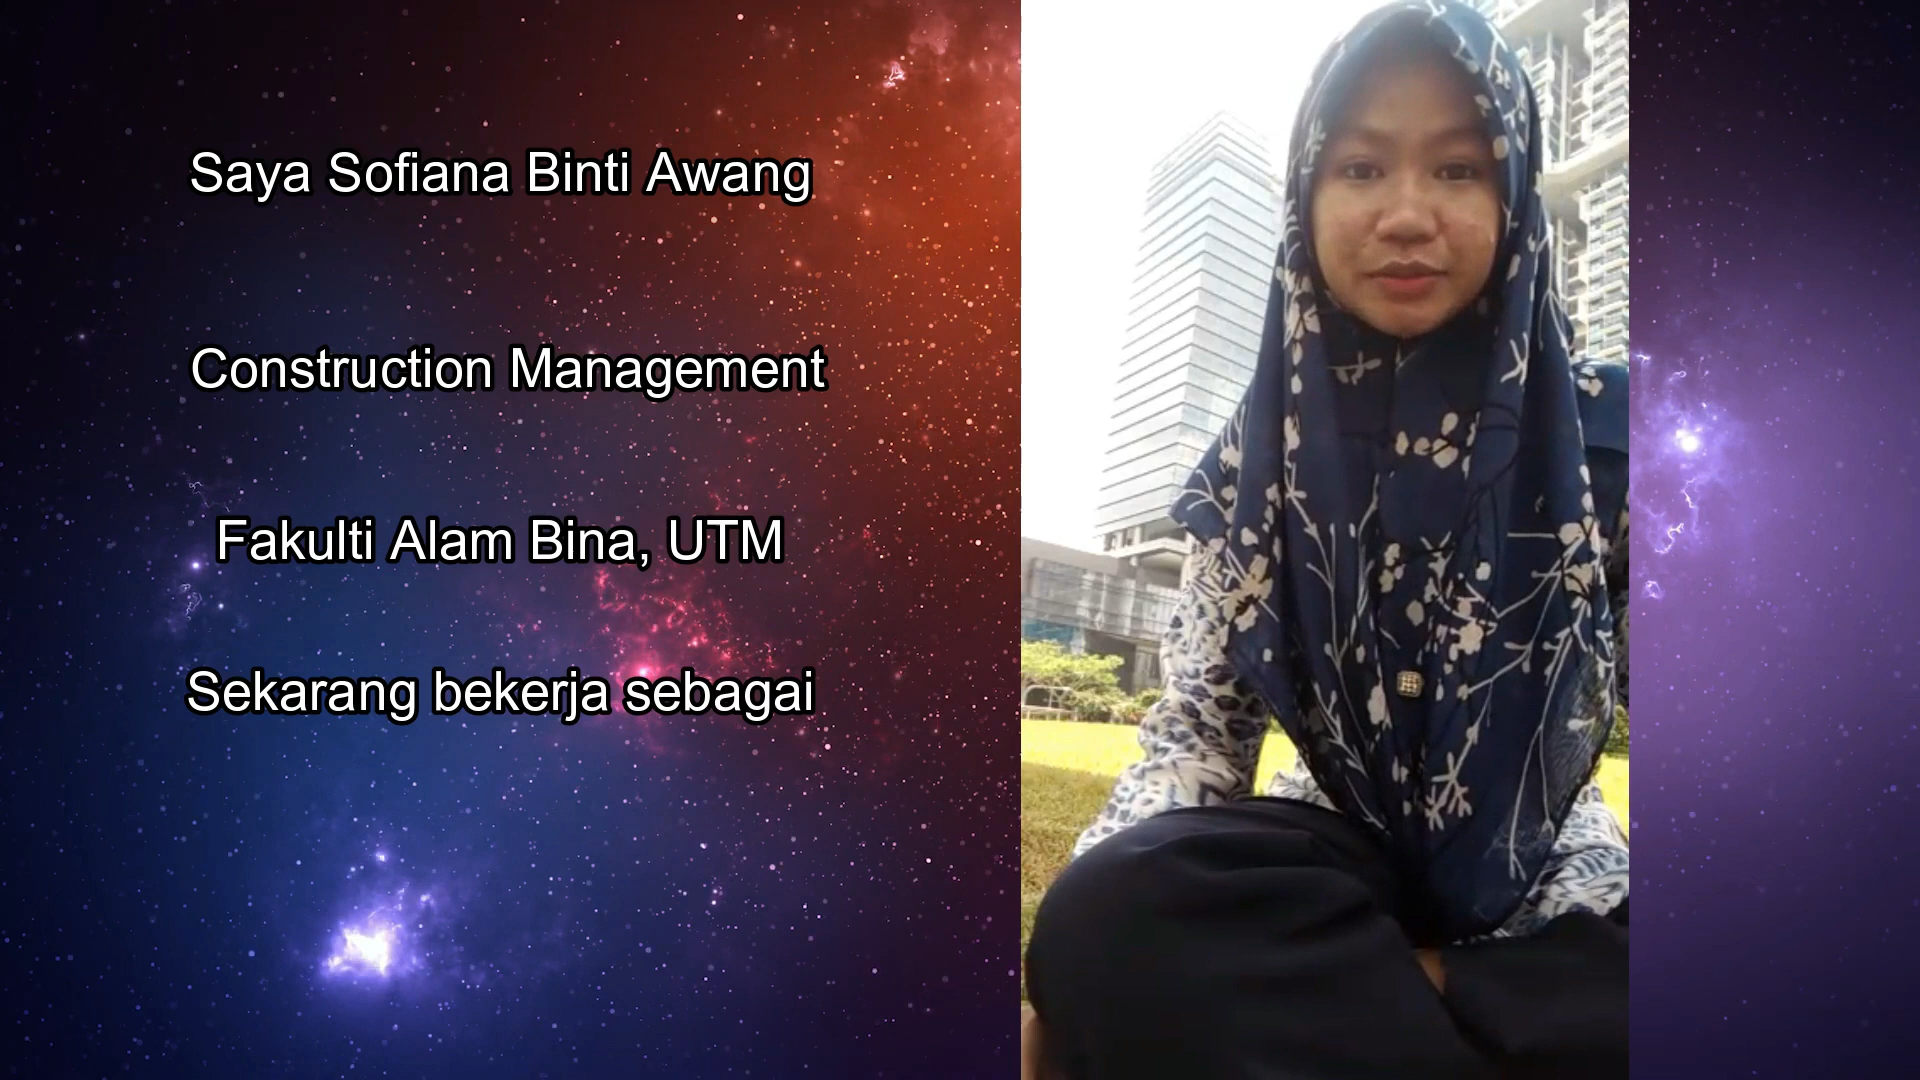 Saya Sofiana Binti Awang
Construction Management
Fakulti Alam Bina, UTM
Sekarang bekerja sebagai